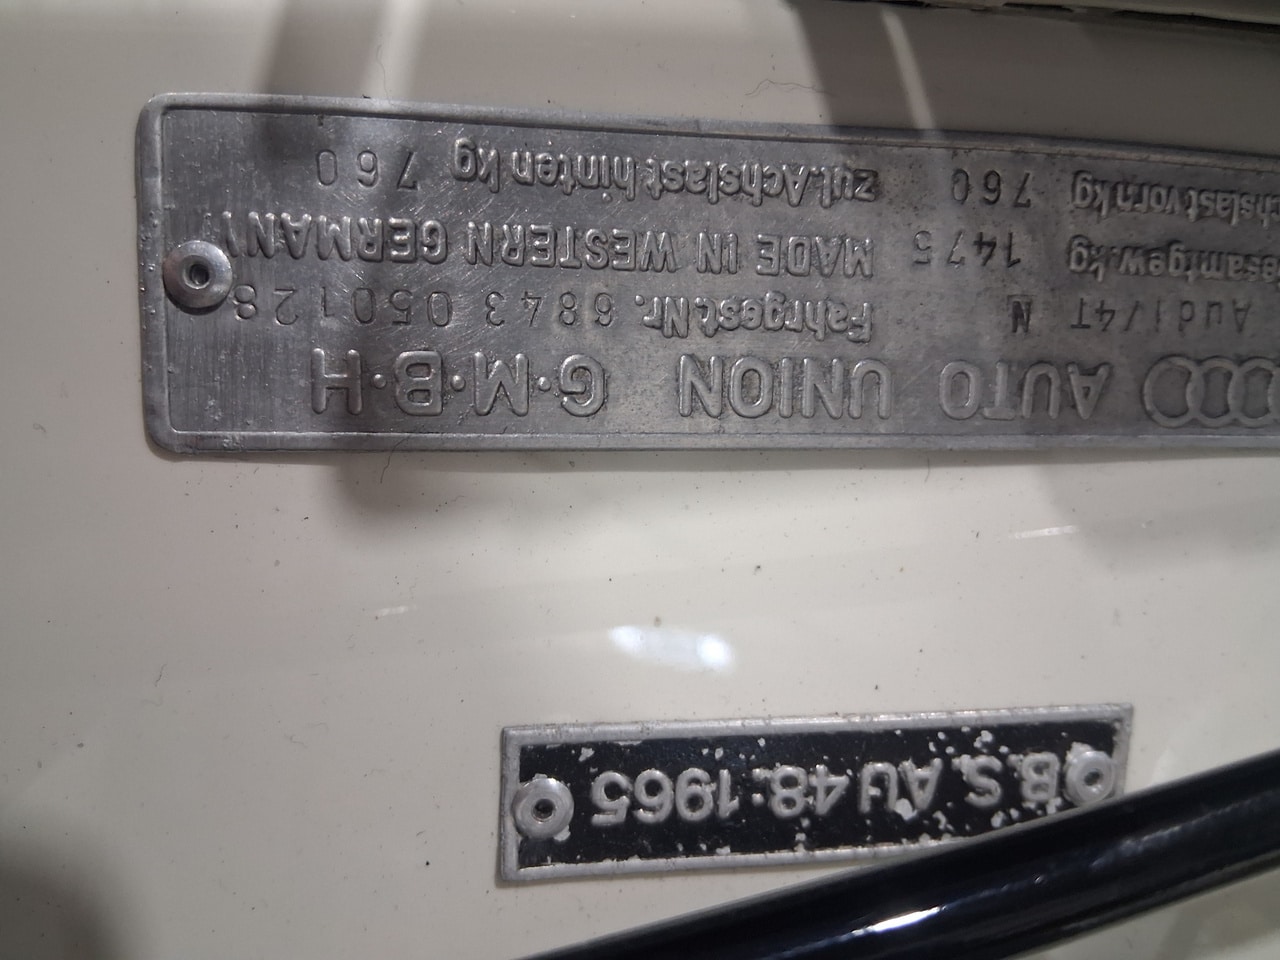 AUTO UNION G·M·B·H
Audi/4T N Fahrgest.Nr. 6843 050128
esamtgew.kg 1475 MADE IN WESTERN GERMANY
chslast vorn kg 760 zul.Achslast hinten kg 760
B.S. AU 48:1965